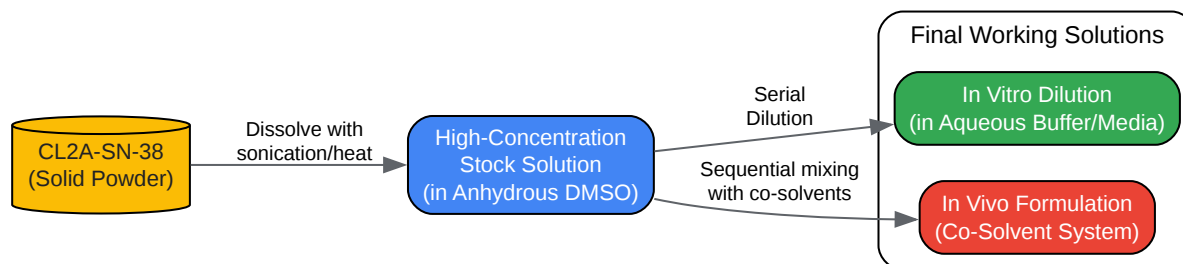 Final Working Solutions
CL2A-SN-38
(Solid Powder)
Dissolve with
sonication/heat
High-Concentration
Stock Solution
(in Anhydrous DMSO)
Serial
Dilution
In Vitro Dilution
(in Aqueous Buffer/Media)
Sequential mixing
with co-solvents
In Vivo Formulation
(Co-Solvent System)